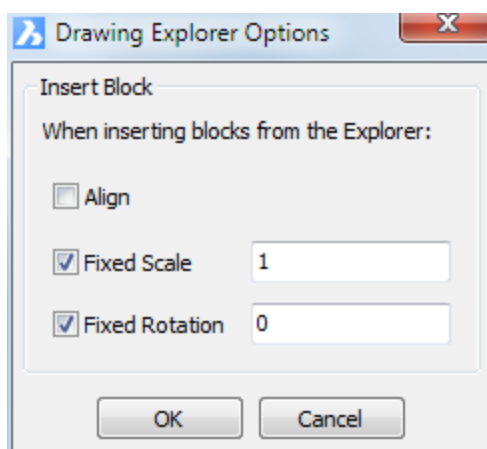 Drawing Explorer Options
Insert Block
When inserting blocks from the Explorer:
Align
Fixed Scale 1
Fixed Rotation 0
OK Cancel